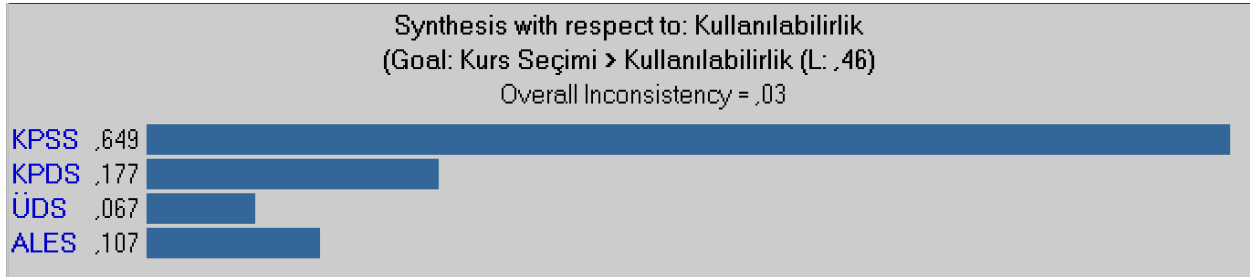 Synthesis with respect to: Kullanılabilirlik
(Goal: Kurs Seçimi > Kullanılabilirlik (L: ,46)
Overall Inconsistency = ,03
KPSS ,649
KPDS ,177
ÜDS ,067
ALES ,107